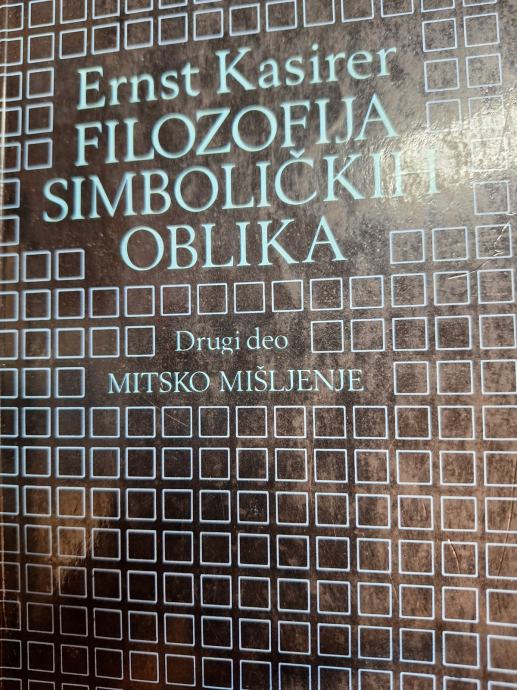 Ernst Kasirer
FILOZOFIJA
SIMBOLIČKIH
OBLIKA
Drugi deo
MITSKO MIŠLJENJE